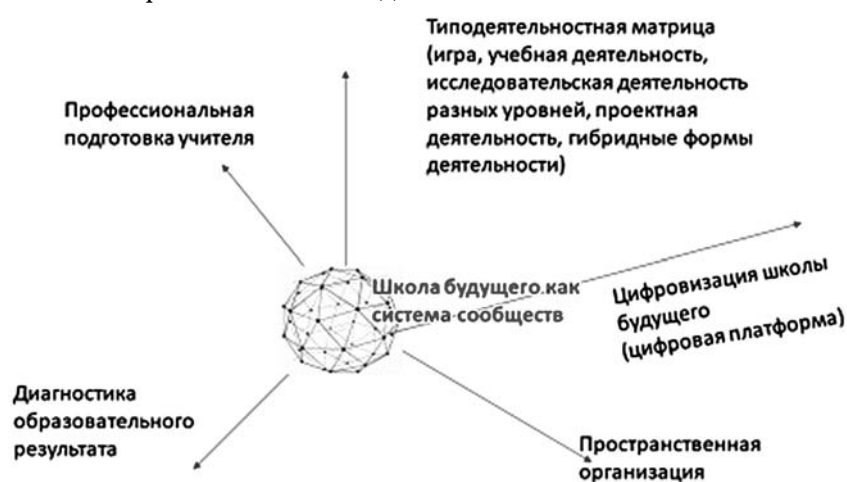 Типодеятельностная матрица
(игра, учебная деятельность,
исследовательская деятельность
разных уровней, проектная
деятельность, гибридные формы
деятельности)
Профессиональная
подготовка учителя
Школа будущего как
система сообществ
Цифровизация школы
будущего
(цифровая платформа)
Диагностика
образовательного
результата
Пространственная
организация